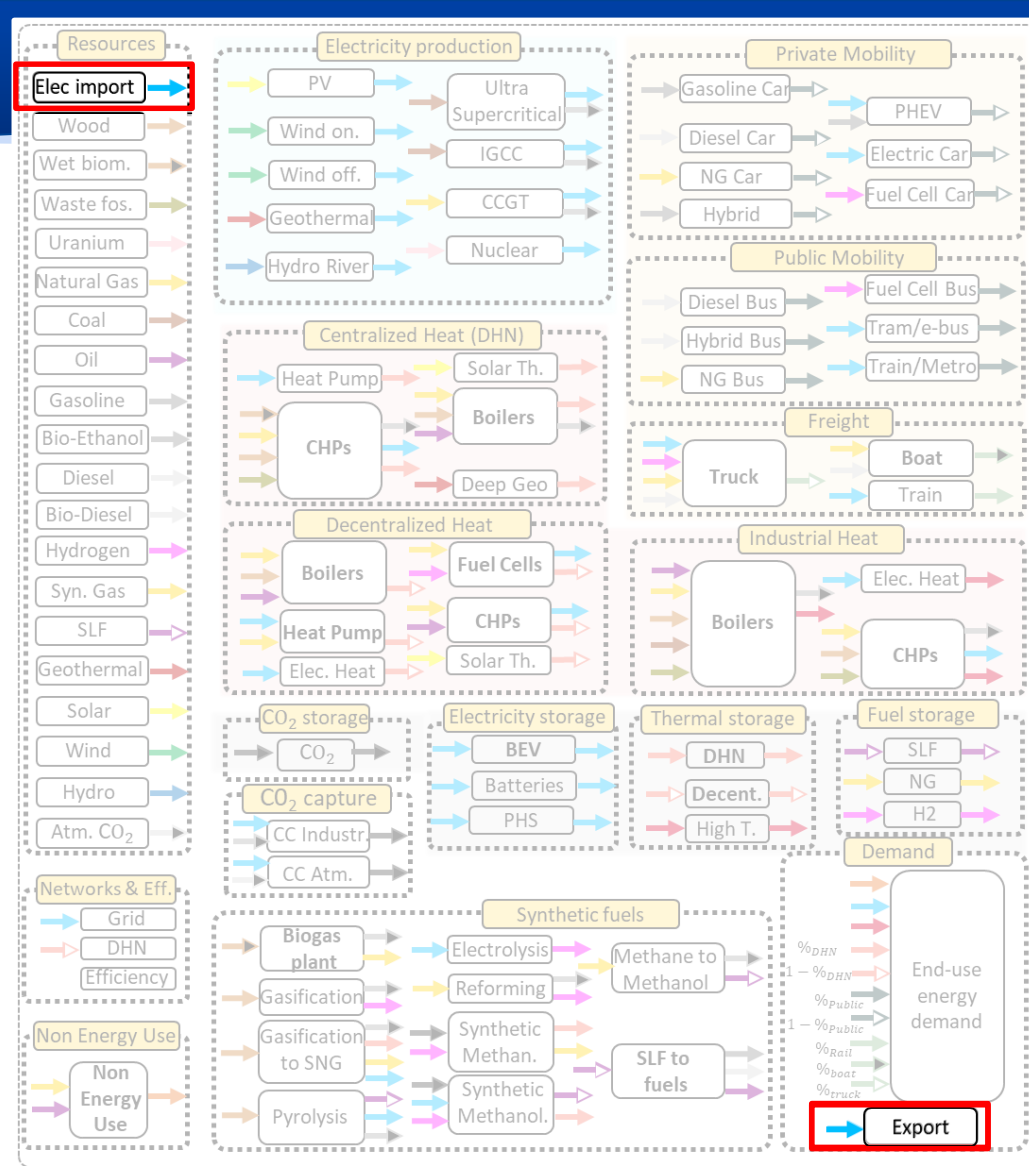 Resources
Elec import
Wood
Wet biom.
Waste fos.
Uranium
Natural Gas
Coal
Oil
Gasoline
Bio-Ethanol
Diesel
Bio-Diesel
Hydrogen
Syn. Gas
SLF
Geothermal
Solar
Wind
Hydro
Atm. CO₂
Networks & Eff.
Grid
DHN
Efficiency
Non Energy Use
Non
Energy
Use
Electricity production
PV
Wind on.
Wind off.
Geothermal
Hydro River
Ultra
Supercritical
IGCC
CCGT
Nuclear
Centralized Heat (DHN)
Heat Pump
CHPs
Solar Th.
Boilers
Deep Geo
Decentralized Heat
Boilers
Heat Pump
Elec. Heat
Fuel Cells
CHPs
Solar Th.
CO₂ storage
CO₂
CO₂ capture
CC Industr.
CC Atm.
Electricity storage
BEV
Batteries
PHS
Synthetic fuels
Biogas
plant
Gasification
Gasification
to SNG
Pyrolysis
Electrolysis
Reforming
Synthetic
Methan.
Synthetic
Methanol.
Methane to
Methanol
SLF to
fuels
Private Mobility
Gasoline Car
Diesel Car
NG Car
Hybrid
PHEV
Electric Car
Fuel Cell Car
Public Mobility
Diesel Bus
Hybrid Bus
NG Bus
Fuel Cell Bus
Tram/e-bus
Train/Metro
Freight
Truck
Boat
Train
Industrial Heat
Boilers
Elec. Heat
CHPs
Thermal storage
DHN
Decent.
High T.
Fuel storage
SLF
NG
H2
Demand
%DHN
1 − %DHN
%Public
1 − %Public
%Rail
%boat
%truck
End-use
energy
demand
Export